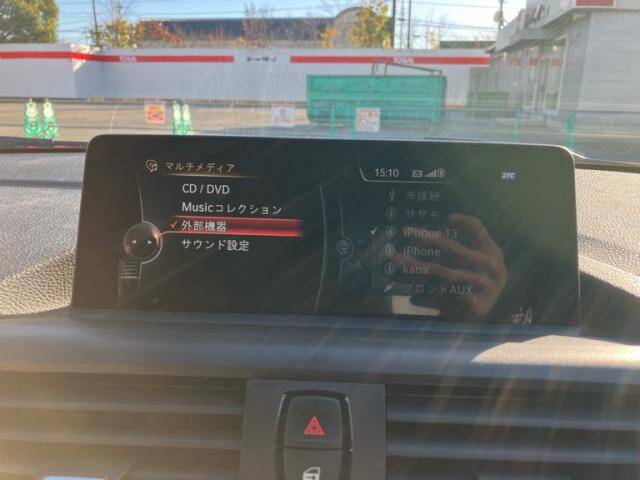 マルチメディア
CD / DVD
Musicコレクション
外部機器
サウンド設定
15:10
未接続
ササキ
iPhone 13
iPhone
kana
フロントAUX